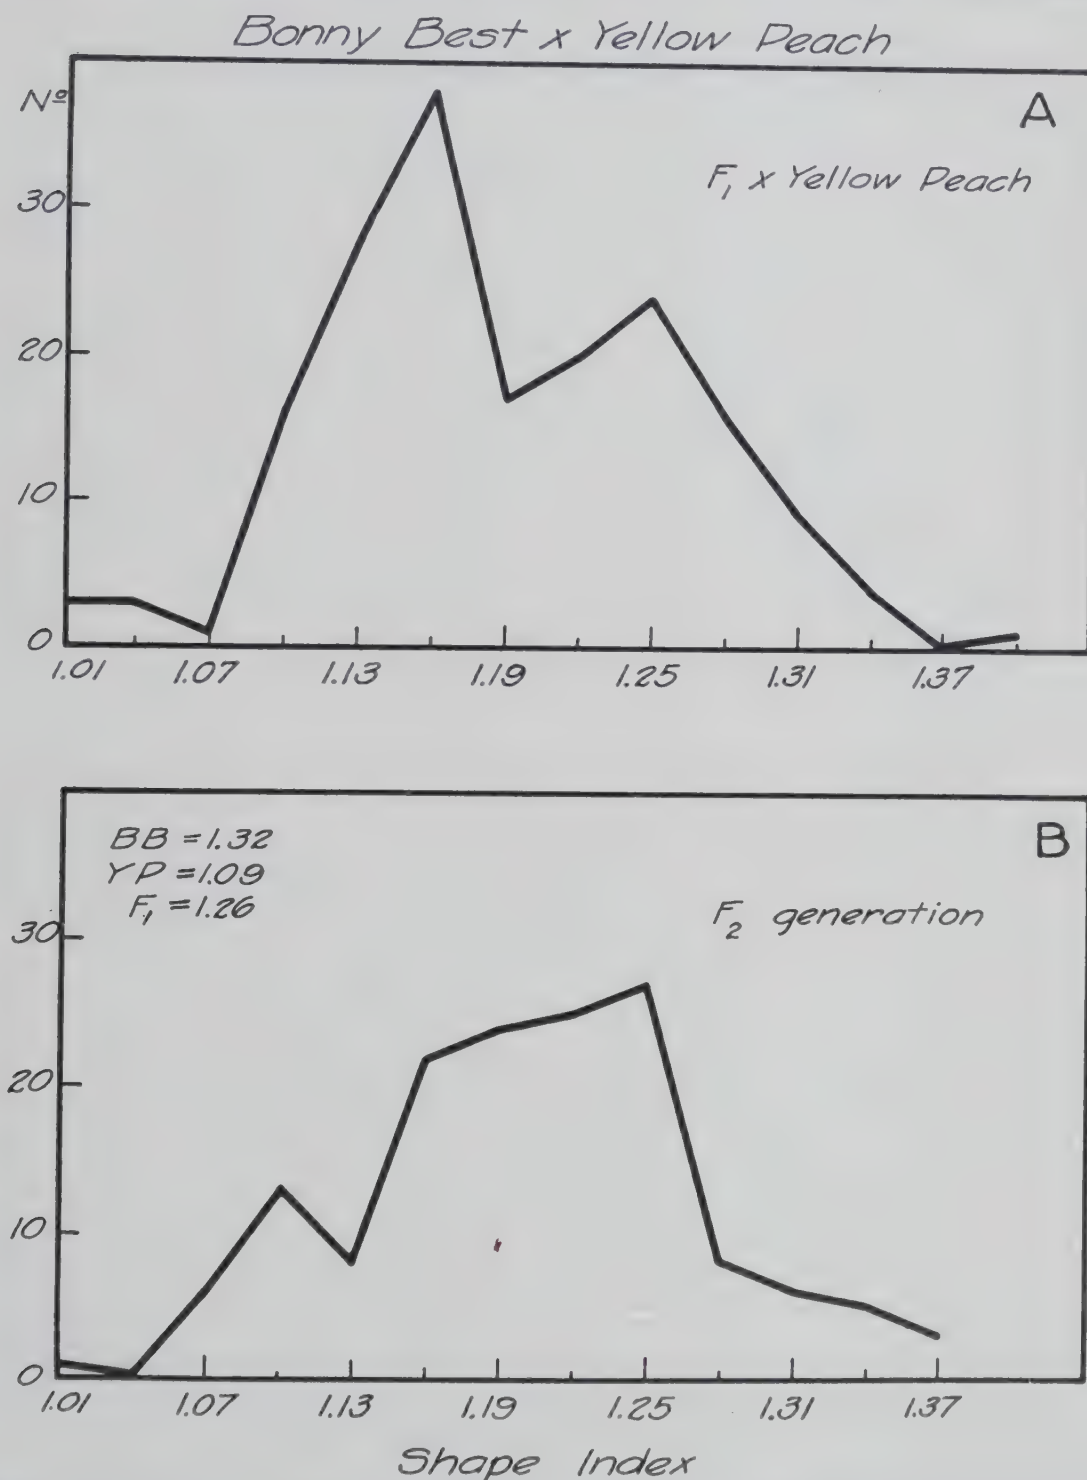 Bonny Best x Yellow Peach
Nº
A
F₁ x Yellow Peach
30
20
10
0
1.01 1.07 1.13 1.19 1.25 1.31 1.37
B
BB = 1.32
YP = 1.09
F₁ = 1.26
F₂ generation
30
20
10
0
1.01 1.07 1.13 1.19 1.25 1.31 1.37
Shape Index